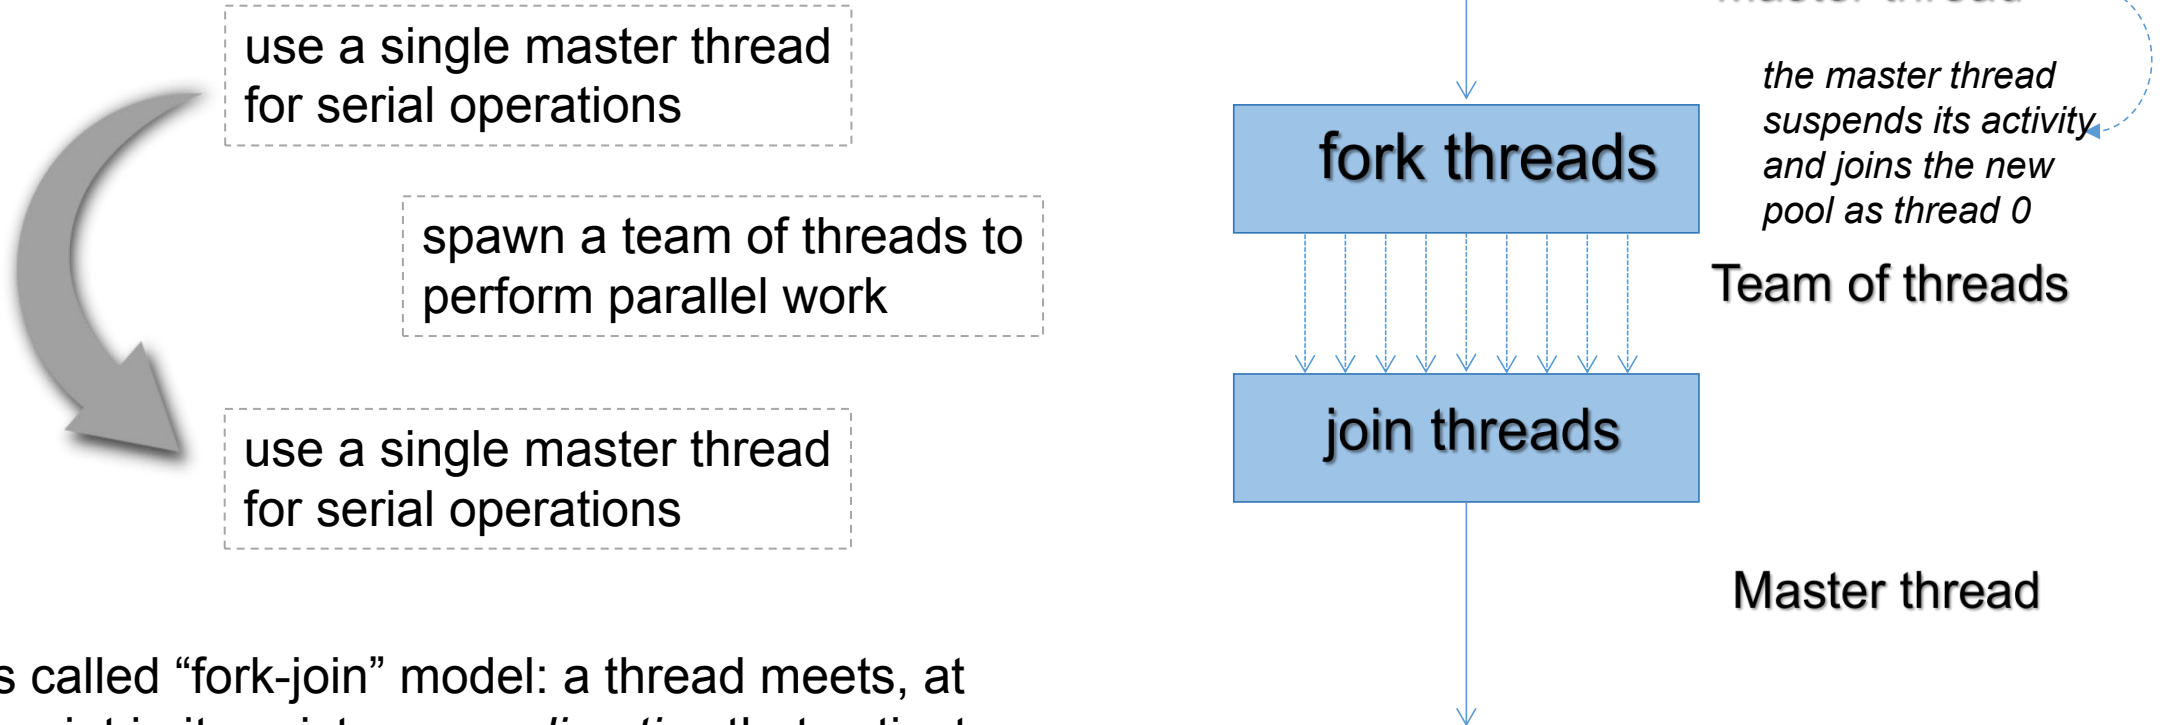 use a single master thread
for serial operations
spawn a team of threads to
perform parallel work
use a single master thread
for serial operations
s called “fork-join” model: a thread meets, at
Master thread
the master thread
suspends its activity
and joins the new
pool as thread 0
fork threads
Team of threads
join threads
Master thread